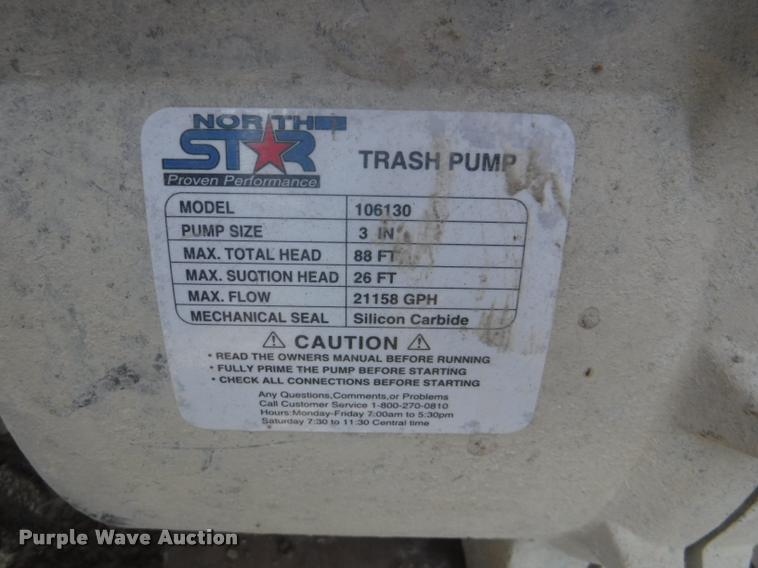 NORTH
STAR
Proven Performance
TRASH PUMP
MODEL 106130
PUMP SIZE 3 IN
MAX. TOTAL HEAD 88 FT
MAX. SUCTION HEAD 26 FT
MAX. FLOW 21158 GPH
MECHANICAL SEAL Silicon Carbide
⚠ CAUTION ⚠
• READ THE OWNERS MANUAL BEFORE RUNNING
• FULLY PRIME THE PUMP BEFORE STARTING
• CHECK ALL CONNECTIONS BEFORE STARTING
Any Questions,Comments,or Problems
Call Customer Service 1-800-270-0810
Hours:Monday-Friday 7:00am to 5:30pm
Saturday 7:30 to 11:30 Central time
Purple Wave Auction